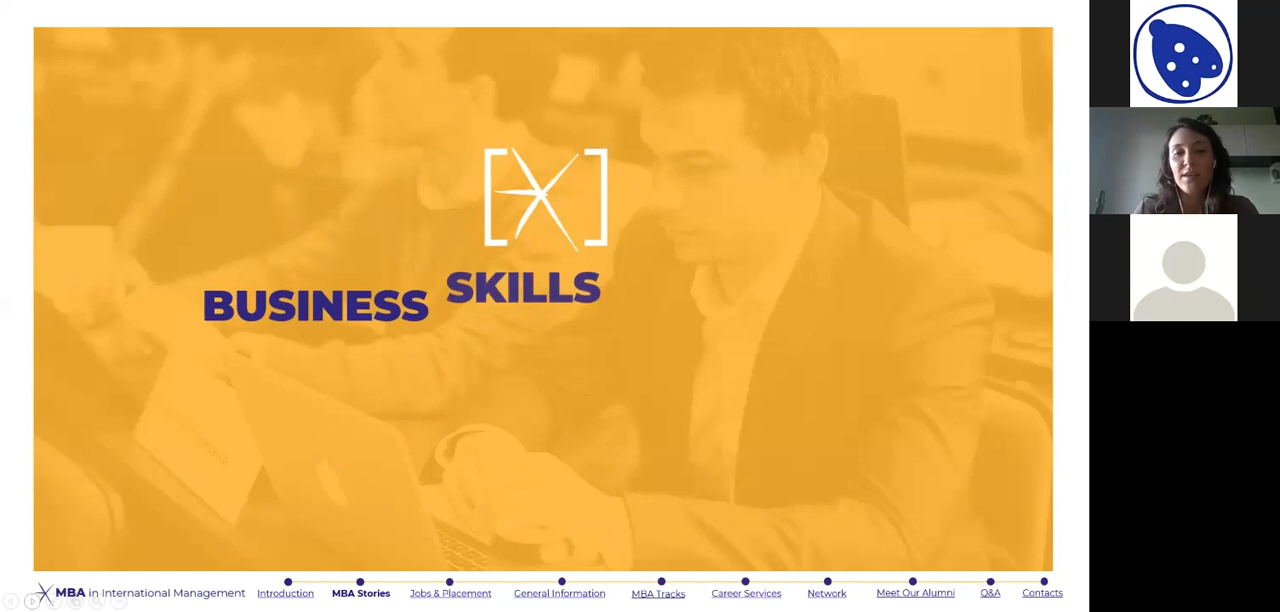 SKILLS
BUSINESS
MBA in International Management
Introduction
MBA Stories
Jobs & Placement
General Information
MBA Tracks
Career Services
Network
Meet Our Alumni
Q&A
Contacts